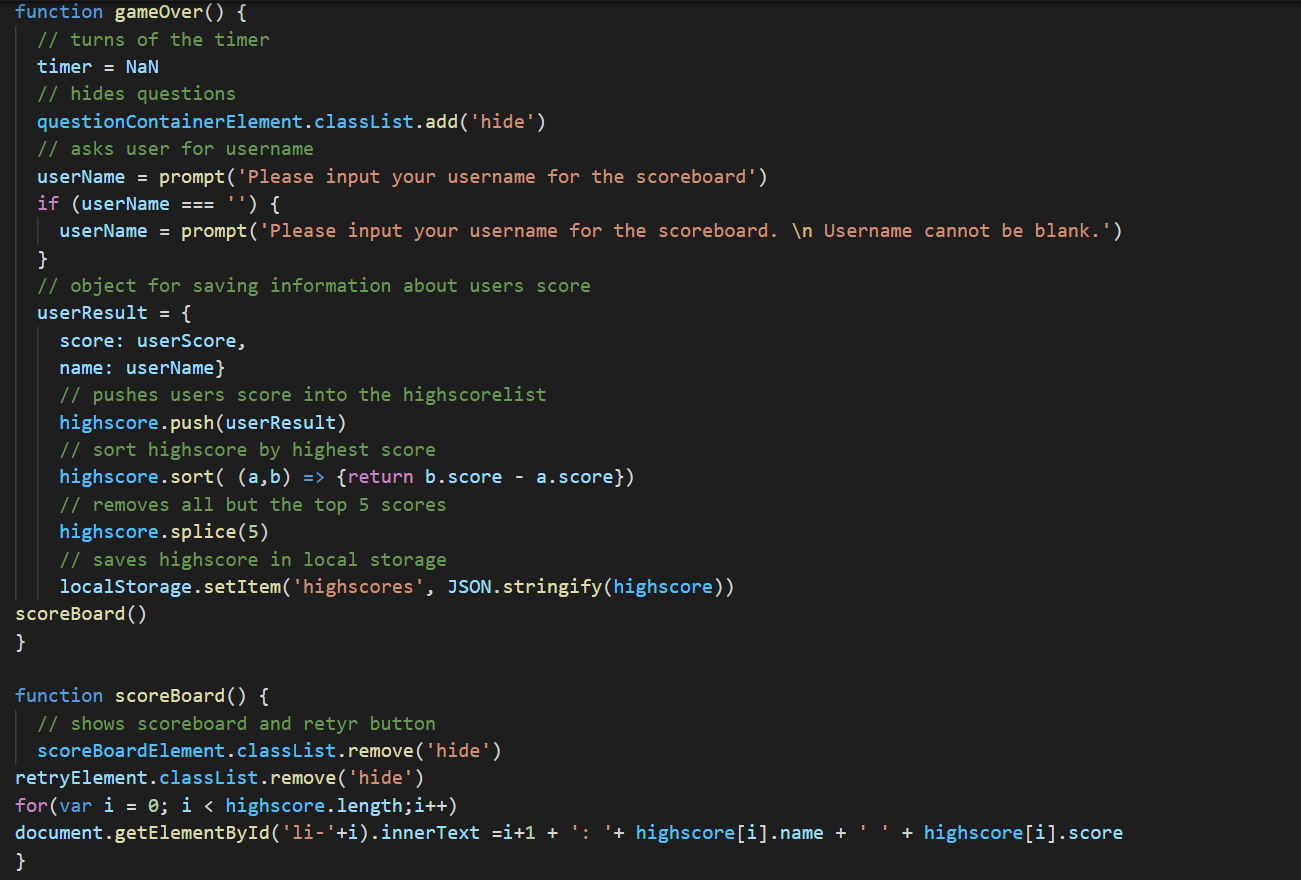 function gameOver() {
  // turns of the timer
  timer = NaN
  // hides questions
  questionContainerElement.classList.add('hide')
  // asks user for username
  userName = prompt('Please input your username for the scoreboard')
  if (userName === '') {
    userName = prompt('Please input your username for the scoreboard. \n Username cannot be blank.')
  }
  // object for saving information about users score
  userResult = {
    score: userScore,
    name: userName}
    // pushes users score into the highscorelist
    highscore.push(userResult)
    // sort highscore by highest score
    highscore.sort( (a,b) => {return b.score - a.score})
    // removes all but the top 5 scores
    highscore.splice(5)
    // saves highscore in local storage
    localStorage.setItem('highscores', JSON.stringify(highscore))
scoreBoard()
}

function scoreBoard() {
  // shows scoreboard and retyr button
  scoreBoardElement.classList.remove('hide')
retryElement.classList.remove('hide')
for(var i = 0; i < highscore.length;i++)
document.getElementById('li-'+i).innerText =i+1 + ': '+ highscore[i].name + ' ' + highscore[i].score
}